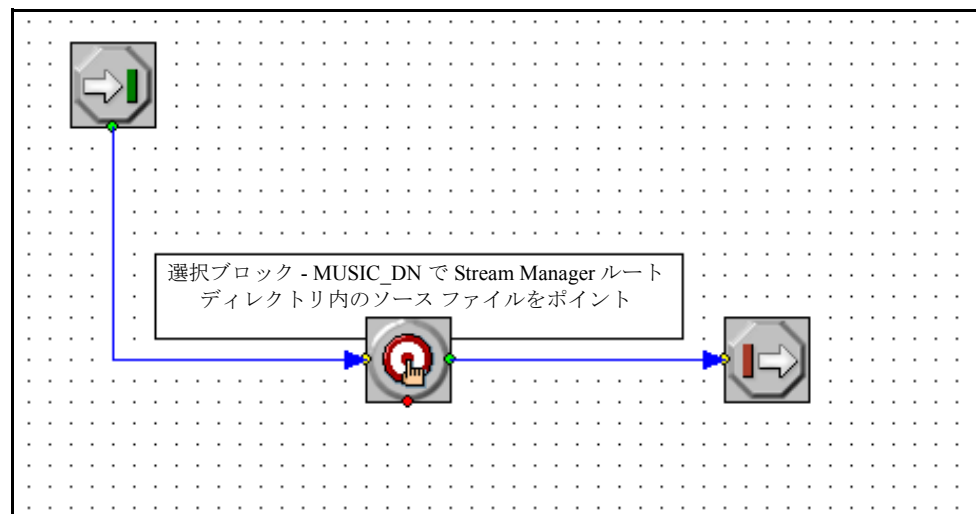 選択ブロック - MUSIC_DN で Stream Manager ルート
ディレクトリ内のソース ファイルをポイント